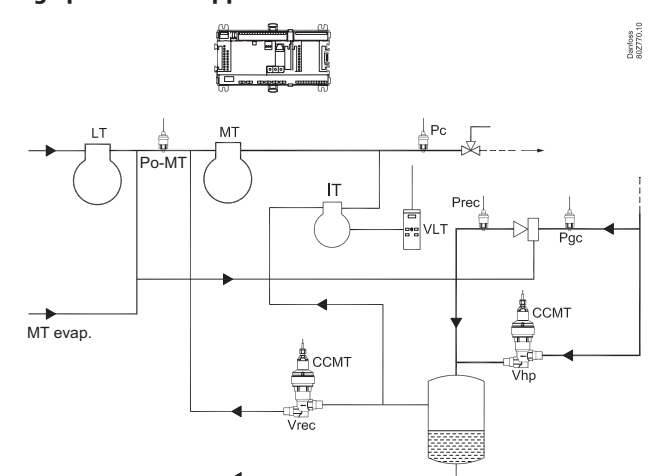 Danfoss
80Z770.10
LT
MT
Pc
Po-MT
IT
VLT
Prec
Pgc
MT evap.
CCMT
Vhp
CCMT
Vrec